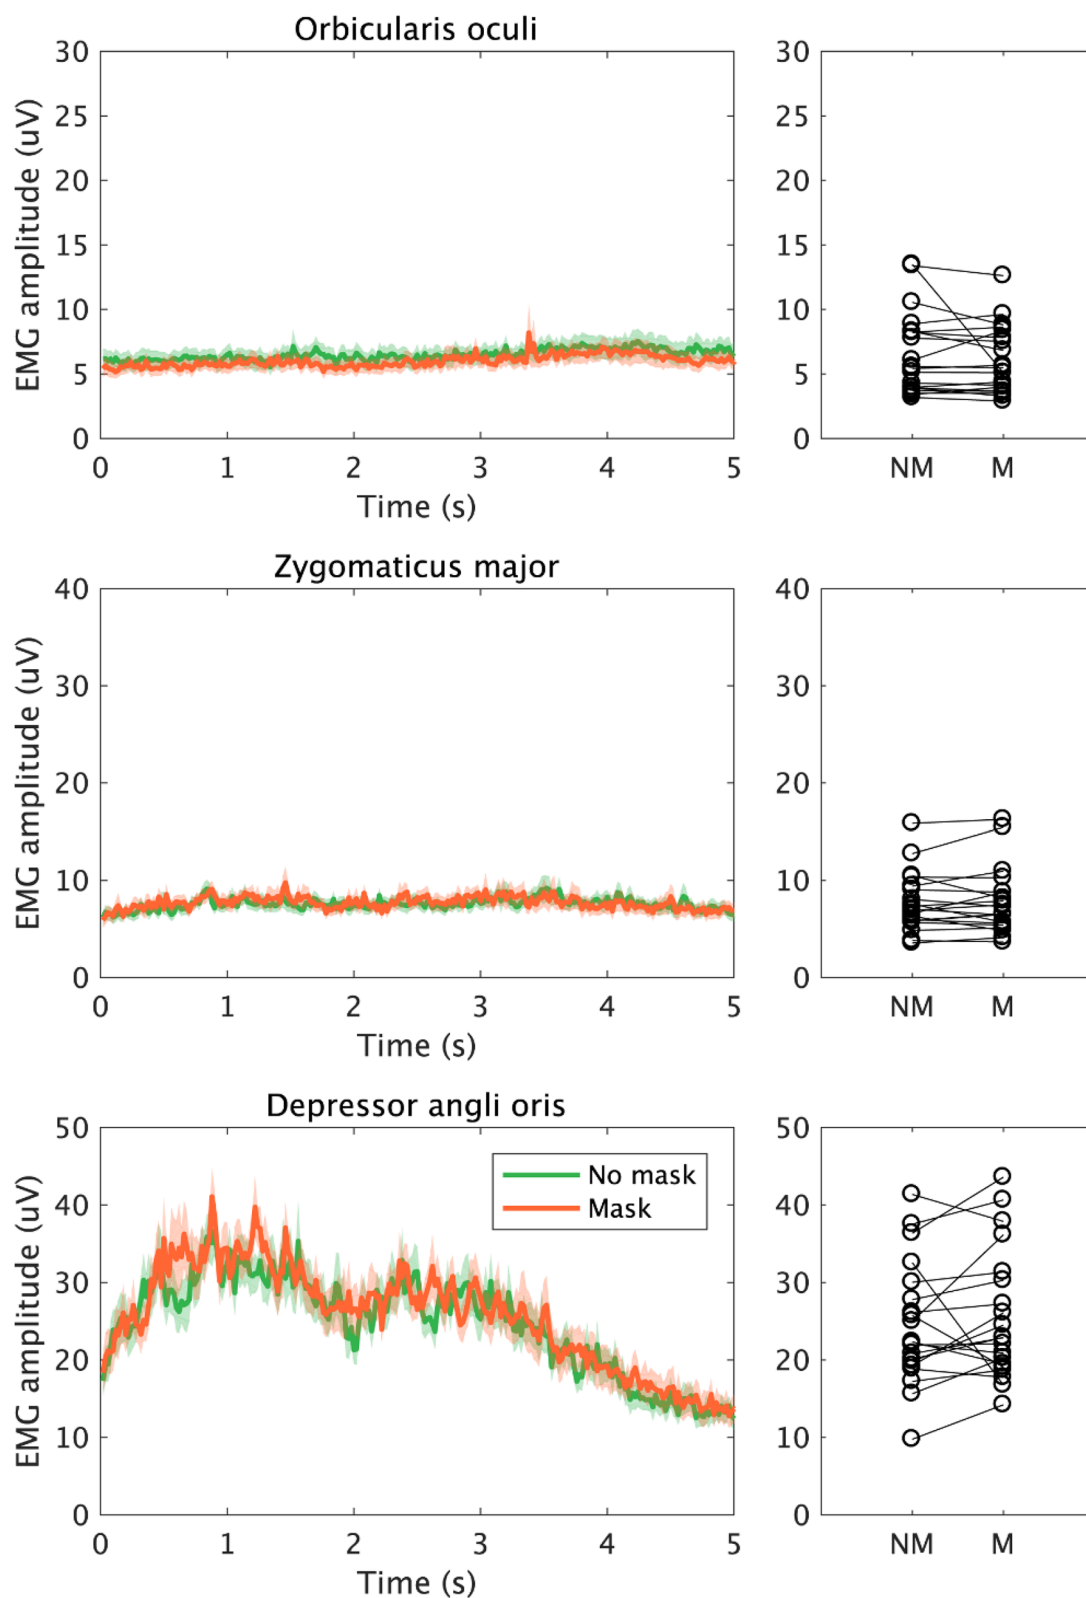 Orbicularis oculi
EMG amplitude (uV)
30
25
20
15
10
5
0
0 1 2 3 4 5
Time (s)
30
25
20
15
10
5
0
NM M
Zygomaticus major
EMG amplitude (uV)
40
30
20
10
0
0 1 2 3 4 5
Time (s)
40
30
20
10
0
NM M
Depressor angli oris
EMG amplitude (uV)
50
40
30
20
10
0
No mask
Mask
0 1 2 3 4 5
Time (s)
50
40
30
20
10
0
NM M